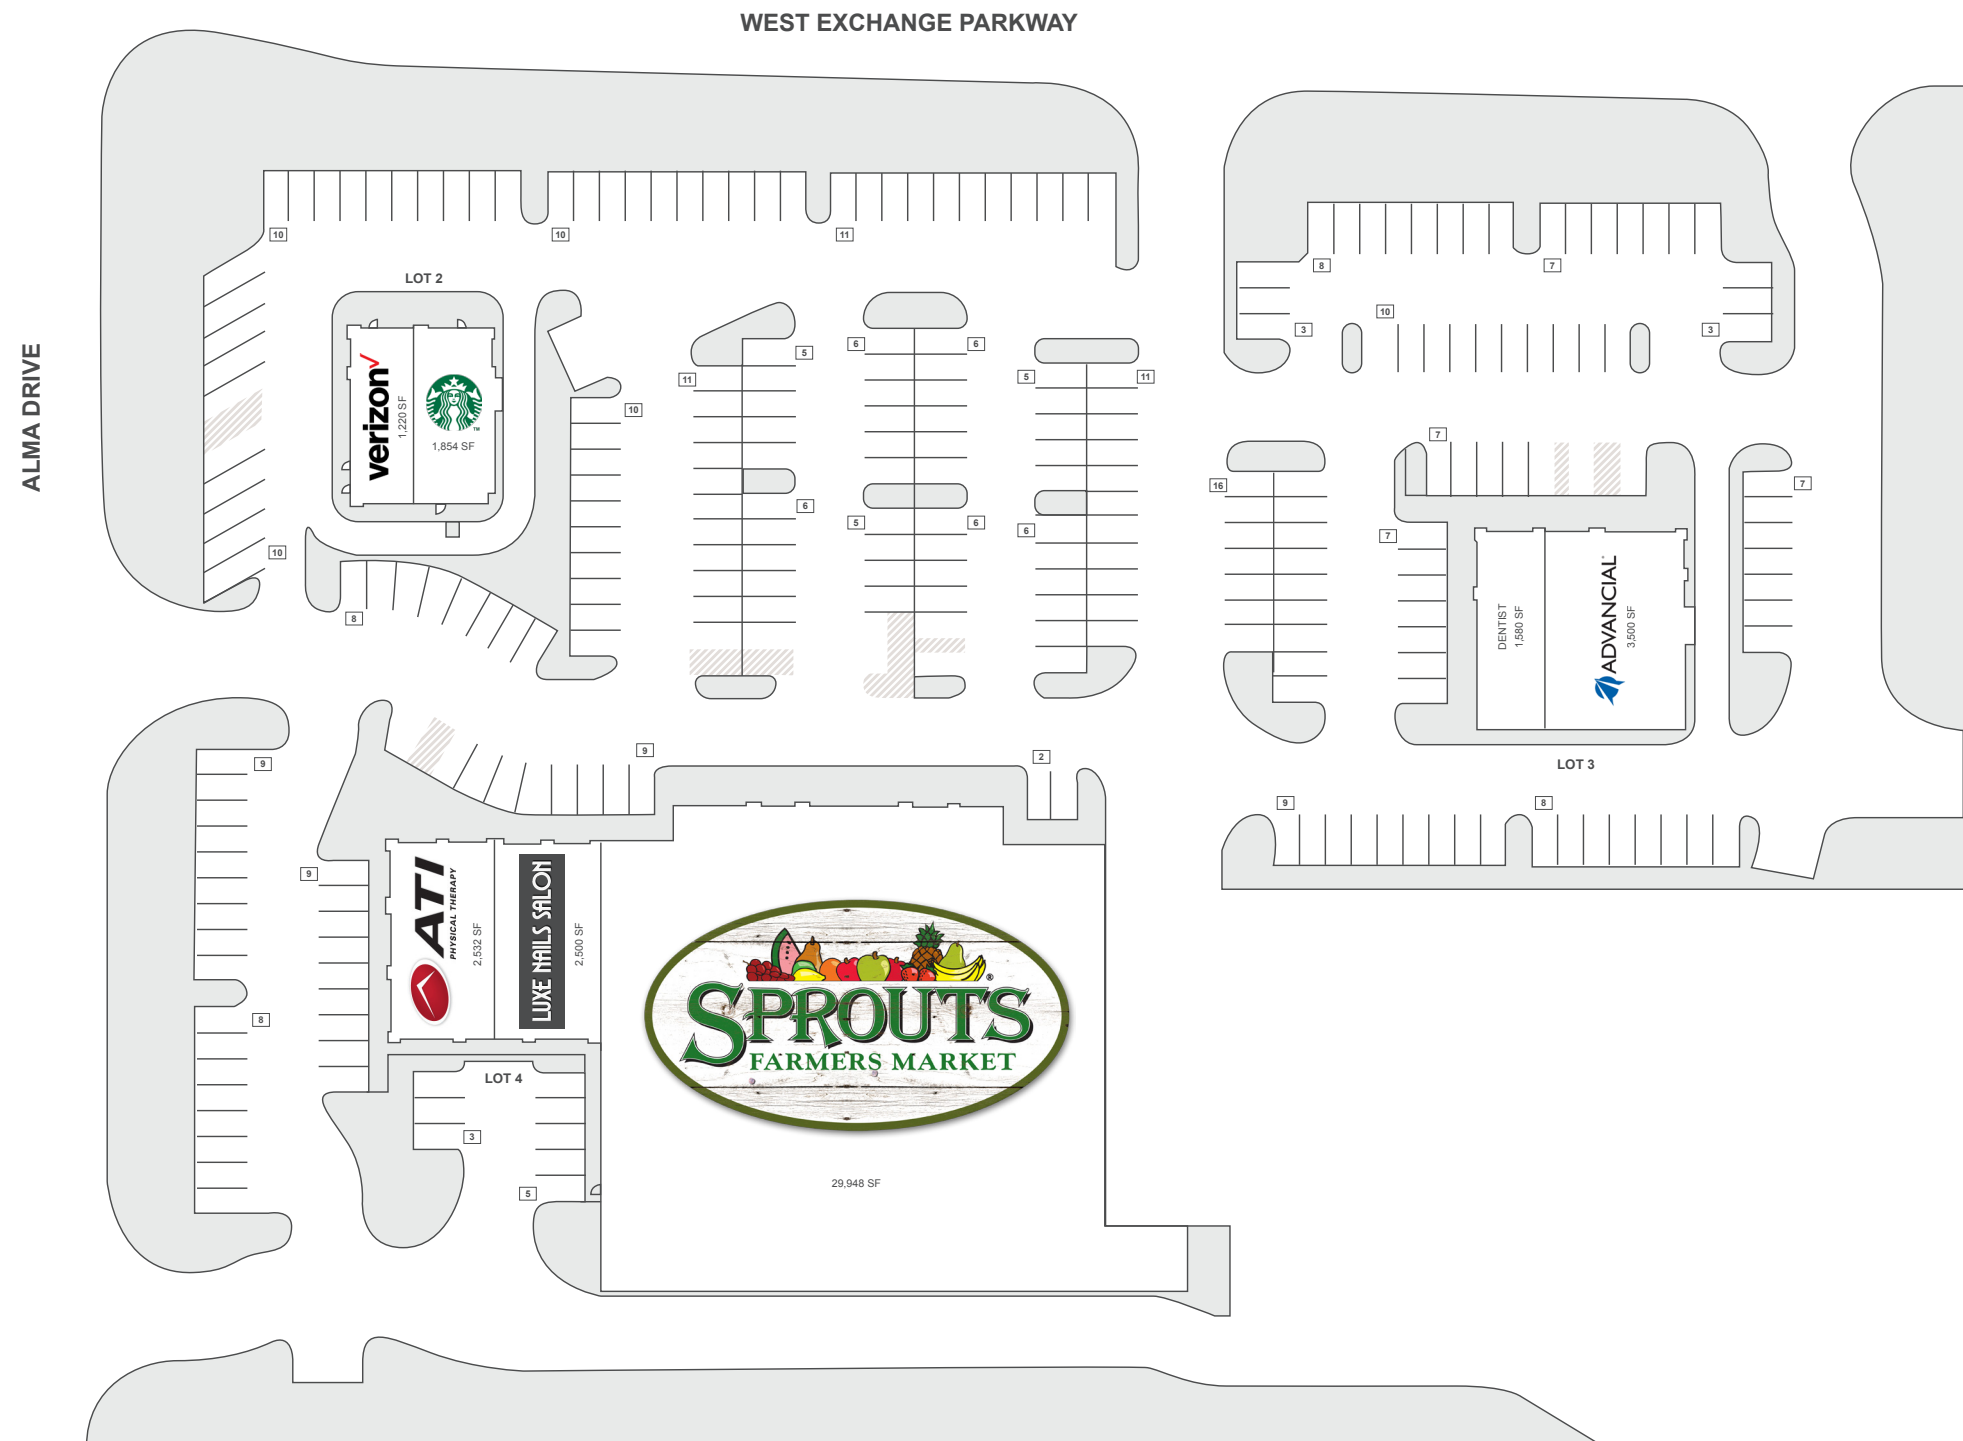 WEST EXCHANGE PARKWAY
ALMA DRIVE
10
10
11
8
7
LOT 2
10
3
3
verizon✓
1,220 SF
1,854 SF
TM
10
11
5
6
6
5
11
10
6
5
6
6
8
16
7
7
7
DENTIST
1,580 SF
ADVANCIAL
3,500 SF
LOT 3
9
8
9
9
2
9
8
ATI
PHYSICAL THERAPY
2,532 SF
LUXE NAILS SALON
2,500 SF
SPROUTS
®
FARMERS MARKET
29,948 SF
LOT 4
3
5